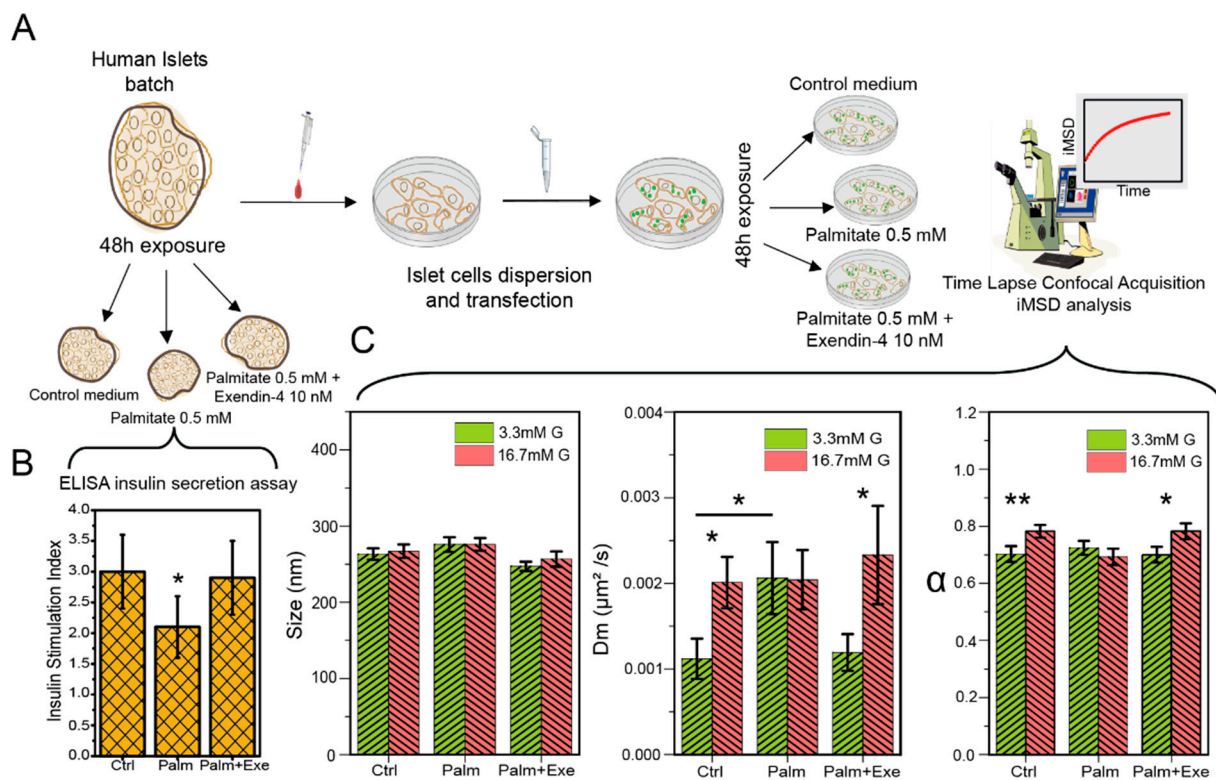 A
Human Islets
batch
48h exposure
Control medium
Palmitate 0.5 mM
Palmitate 0.5 mM +
Exendin-4 10 nM
Islet cells dispersion
and transfection
48h exposure
Control medium
Palmitate 0.5 mM
Palmitate 0.5 mM +
Exendin-4 10 nM
iMSD
Time
Time Lapse Confocal Acquisition
iMSD analysis
B
ELISA insulin secretion assay
Insulin Stimulation Index
4.0
3.5
3.0
2.5
2.0
1.5
1.0
0.5
0.0
*
Ctrl
Palm
Palm+Exe
C
Size (nm)
400
300
200
100
0
3.3mM G
16.7mM G
Ctrl
Palm
Palm+Exe
Dm (µm² /s)
0.004
0.003
0.002
0.001
0.000
3.3mM G
16.7mM G
*
*
*
Ctrl
Palm
Palm+Exe
α
1.2
1.0
0.8
0.6
0.4
0.2
0.0
3.3mM G
16.7mM G
**
*
Ctrl
Palm
Palm+Exe